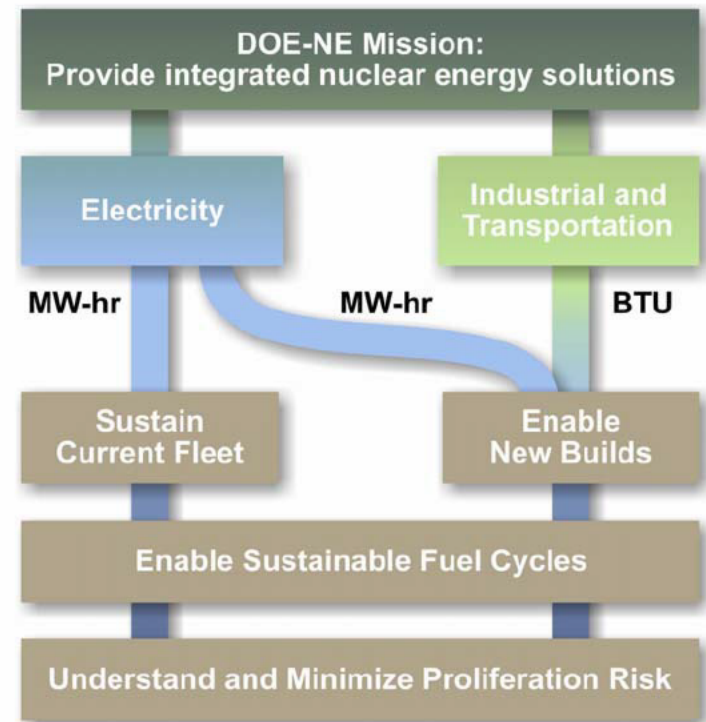 DOE-NE Mission:
Provide integrated nuclear energy solutions
Electricity
Industrial and
Transportation
MW-hr
MW-hr
BTU
Sustain
Current Fleet
Enable
New Builds
Enable Sustainable Fuel Cycles
Understand and Minimize Proliferation Risk